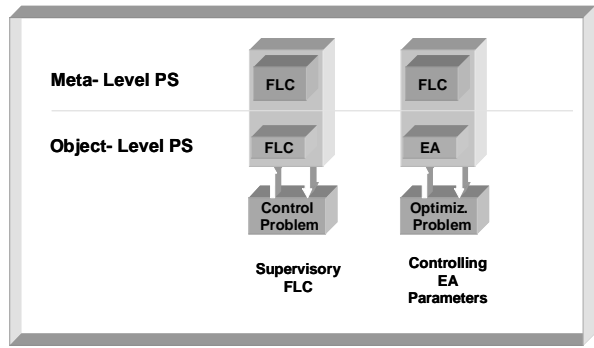 Meta- Level PS
FLC
FLC
Object- Level PS
FLC
EA
Control
Problem
Optimiz.
Problem
Supervisory
FLC
Controlling
EA
Parameters